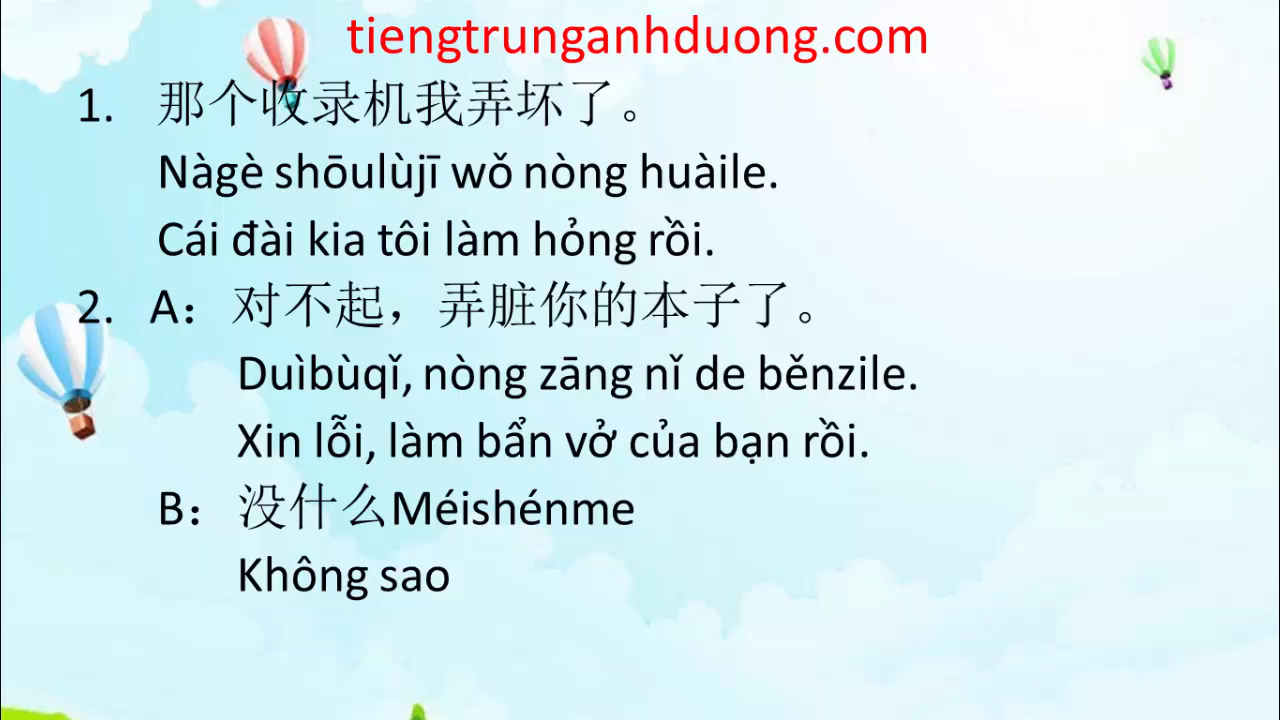 tiengtrunganhduong.com
1. 那个收录机我弄坏了。
Nàgè shōulùjī wǒ nòng huàile.
Cái đài kia tôi làm hỏng rồi.
2. A：对不起，弄脏你的本子了。
Duìbùqǐ, nòng zāng nǐ de běnzile.
Xin lỗi, làm bẩn vở của bạn rồi.
B：没什么Méishénme
Không sao